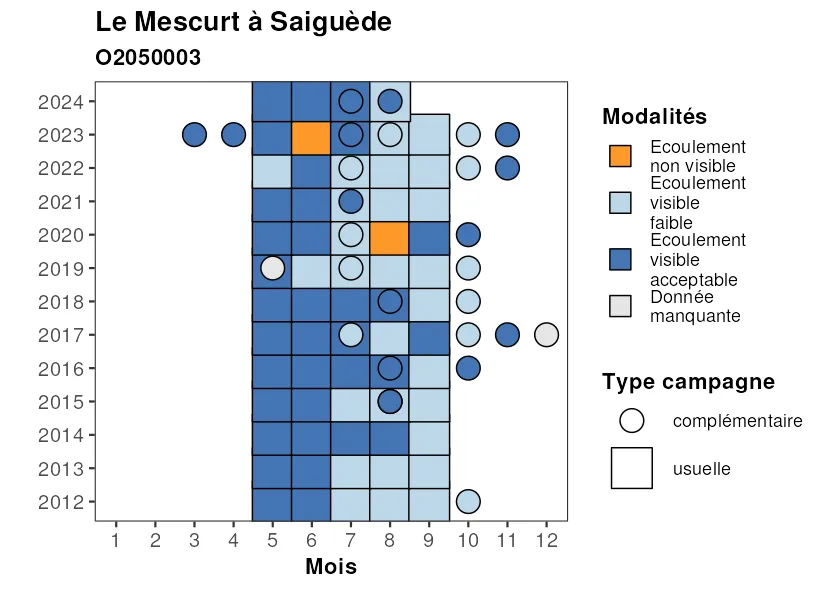 Le Mescurt à Saiguède
O2050003
2024
2023
2022
2021
2020
2019
2018
2017
2016
2015
2014
2013
2012
1 2 3 4 5 6 7 8 9 10 11 12
Mois
Modalités
Ecoulement
non visible
Ecoulement
visible
faible
Ecoulement
visible
acceptable
Donnée
manquante
Type campagne
complémentaire
usuelle